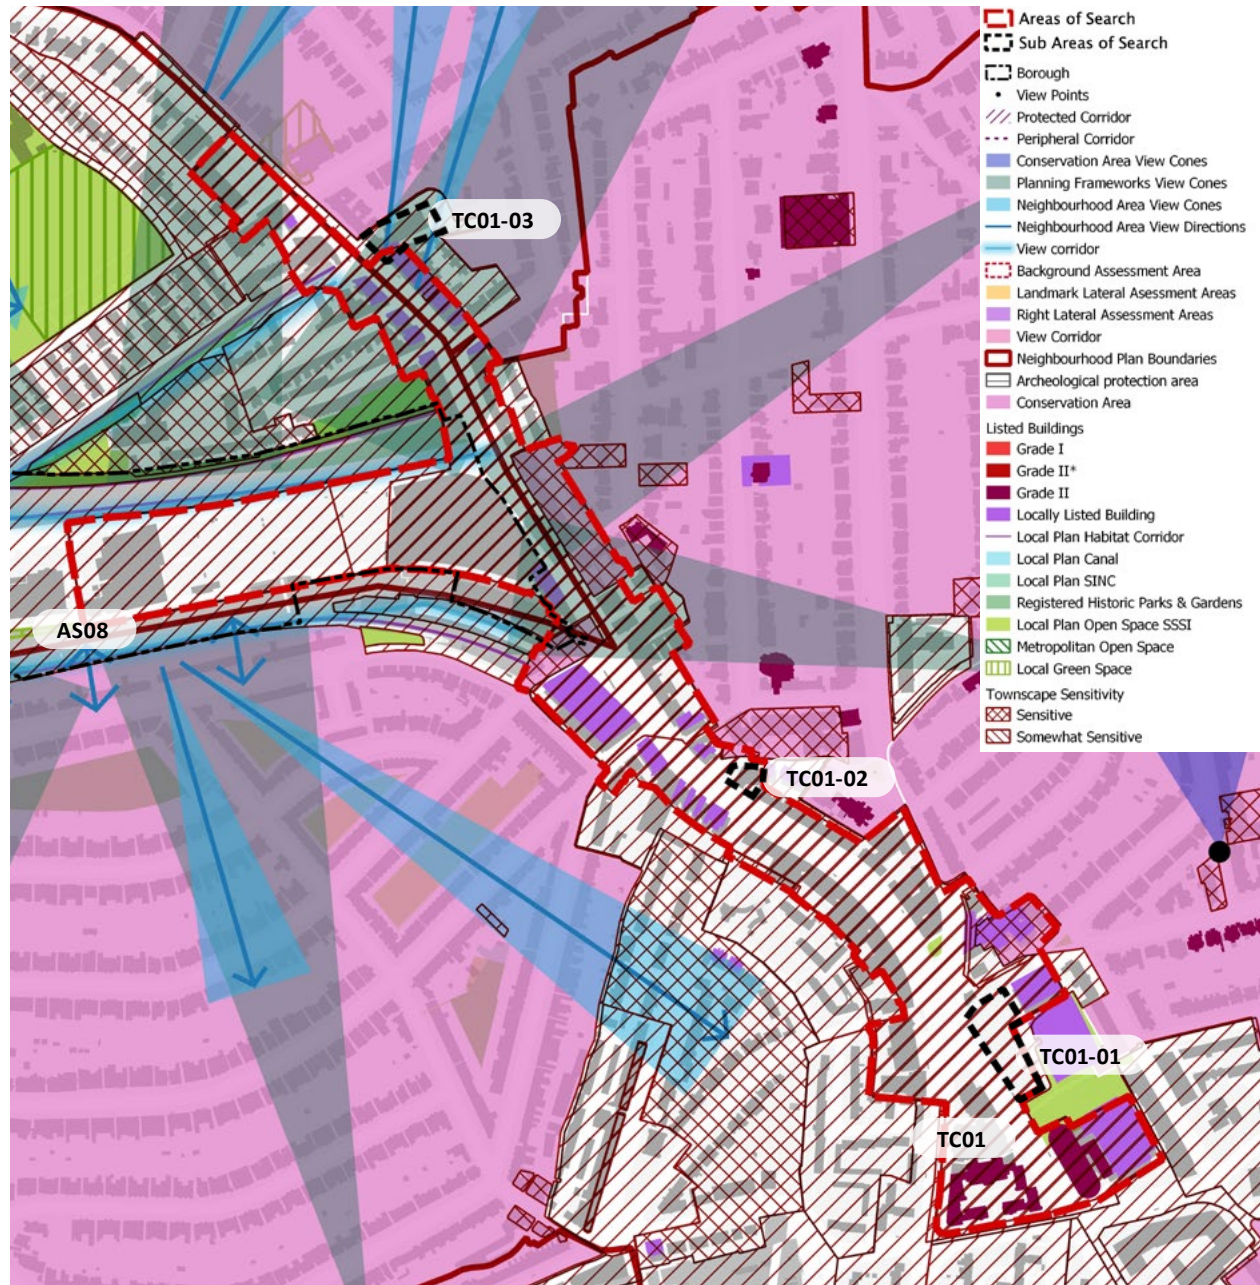 Areas of Search
Sub Areas of Search
Borough
View Points
Protected Corridor
Peripheral Corridor
Conservation Area View Cones
Planning Frameworks View Cones
Neighbourhood Area View Cones
Neighbourhood Area View Directions
View corridor
Background Assessment Area
Landmark Lateral Asessment Areas
Right Lateral Assessment Areas
View Corridor
Neighbourhood Plan Boundaries
Archeological protection area
Conservation Area
Listed Buildings
Grade I
Grade II*
Grade II
Locally Listed Building
Local Plan Habitat Corridor
Local Plan Canal
Local Plan SINC
Registered Historic Parks & Gardens
Local Plan Open Space SSSI
Metropolitan Open Space
Local Green Space
Townscape Sensitivity
Sensitive
Somewhat Sensitive
TC01-03
AS08
TC01-02
TC01-01
TC01